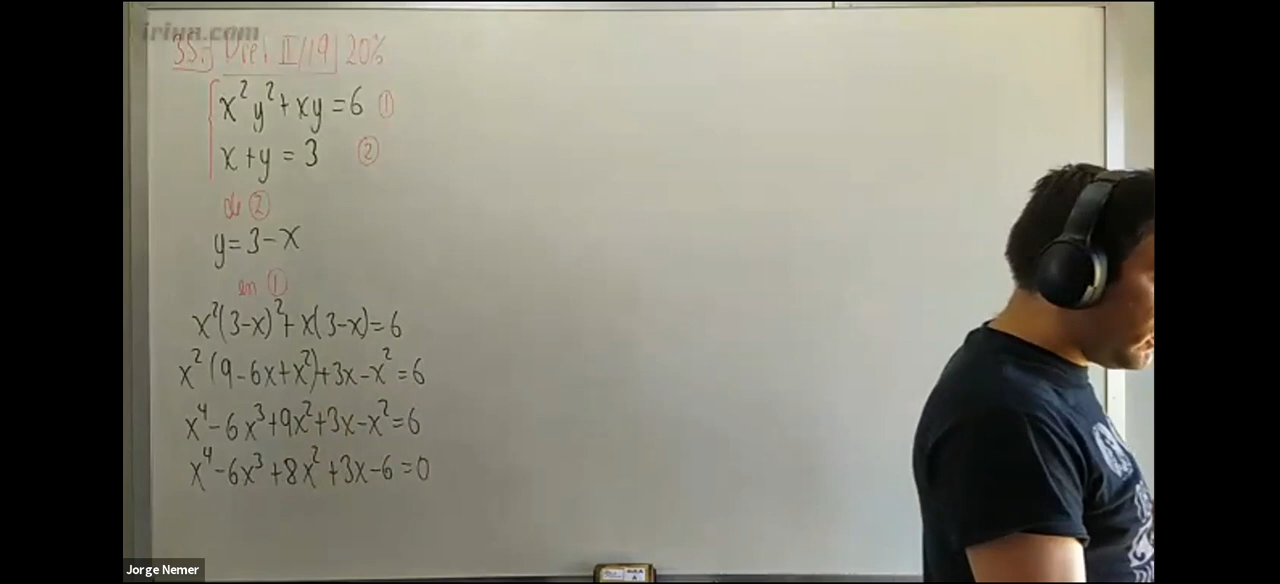 iriun.com
35.) Prel II/19 20%
x²y² + xy = 6 ①
x + y = 3 ②
de ②
y = 3 - x
en ①
x²(3-x)² + x(3-x) = 6
x²(9-6x+x²)+3x-x² = 6
x⁴-6x³+9x²+3x-x²=6
x⁴-6x³+8x²+3x-6=0
Jorge Nemer